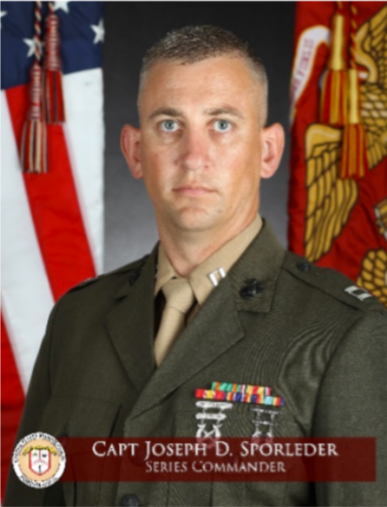 CAPT JOSEPH D. SPORLEDER
SERIES COMMANDER